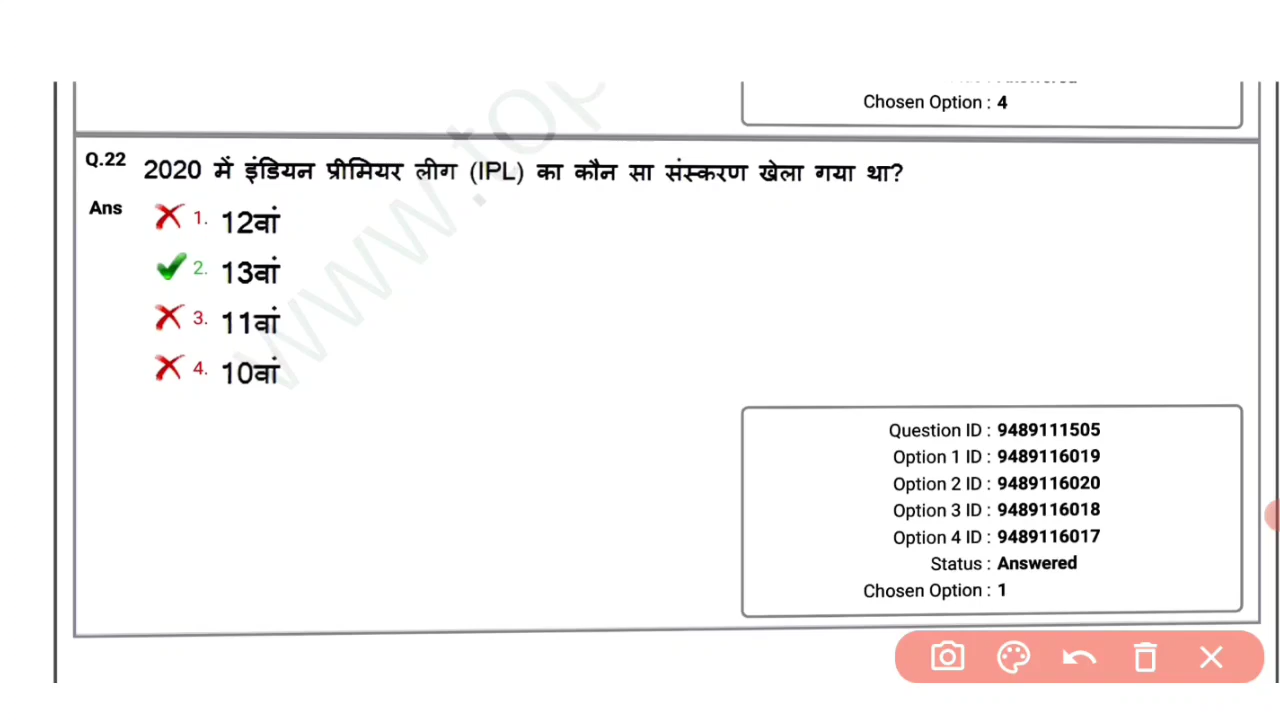 Chosen Option : 4
Q.22 2020 में इंडियन प्रीमियर लीग (IPL) का कौन सा संस्करण खेला गया था?
Ans 1. 12वां
2. 13वां
3. 11वां
4. 10वां
Question ID : 9489111505
Option 1 ID : 9489116019
Option 2 ID : 9489116020
Option 3 ID : 9489116018
Option 4 ID : 9489116017
Status : Answered
Chosen Option : 1
www.top